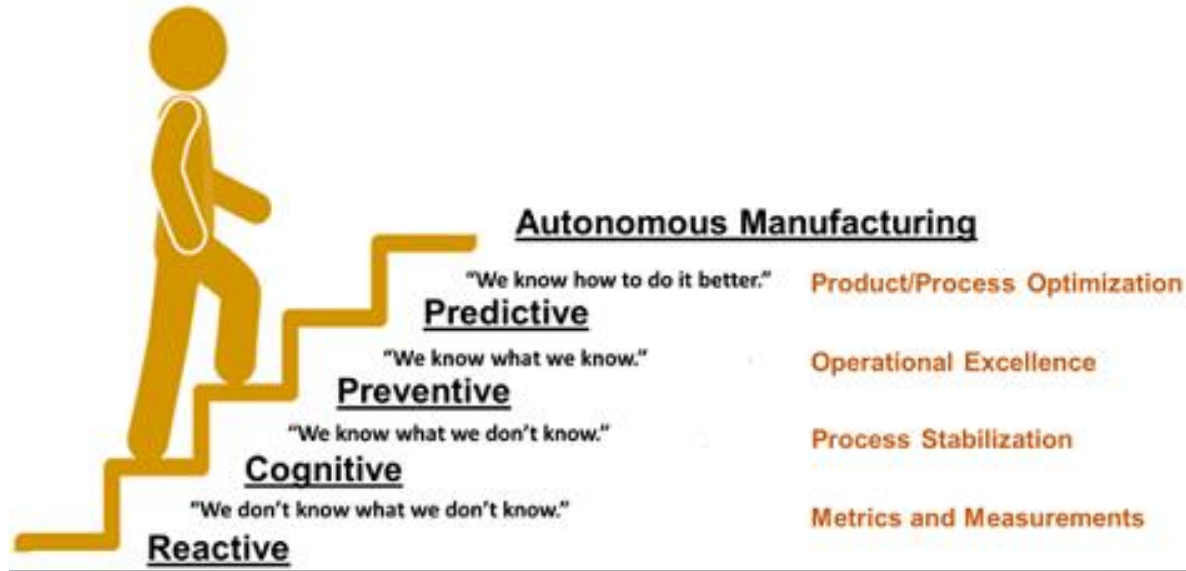 Autonomous Manufacturing
“We know how to do it better.” Product/Process Optimization
Predictive
“We know what we know.” Operational Excellence
Preventive
“We know what we don’t know.” Process Stabilization
Cognitive
“We don’t know what we don’t know.” Metrics and Measurements
Reactive